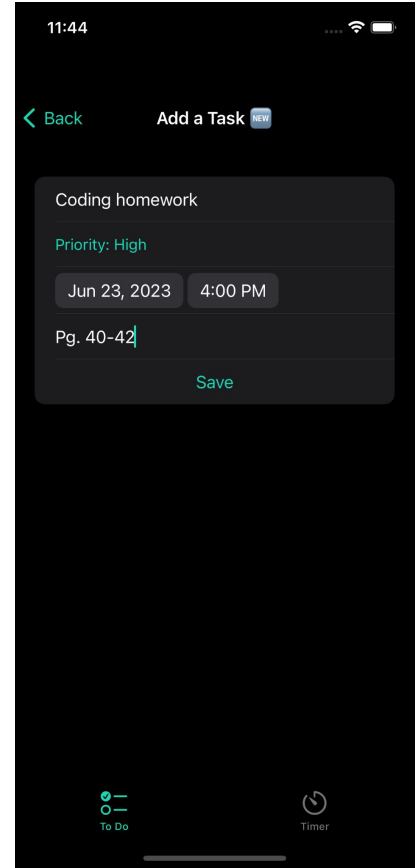 11:44
Back Add a Task 🆕
Coding homework
Priority: High
Jun 23, 2023 4:00 PM
Pg. 40-42
Save
To Do Timer